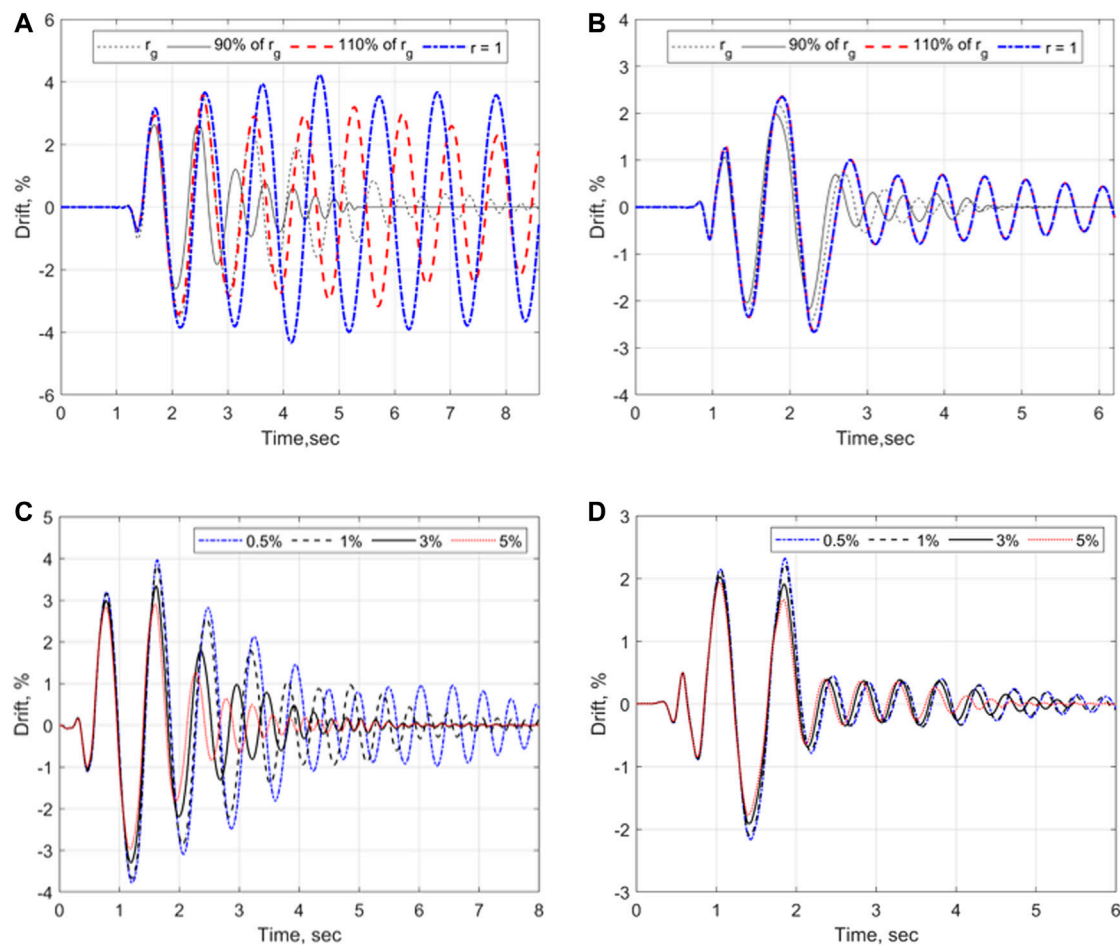 A
6
r_g 90% of r_g 110% of r_g r = 1
4
2
0
-2
-4
-6
Drift, %
0 1 2 3 4 5 6 7 8
Time,sec
B
4
r_g 90% of r_g 110% of r_g r = 1
3
2
1
0
-1
-2
-3
-4
Drift, %
0 1 2 3 4 5 6
Time,sec
C
5
0.5% 1% 3% 5%
4
3
2
1
0
-1
-2
-3
-4
Drift, %
0 1 2 3 4 5 6 7 8
Time, sec
D
3
0.5% 1% 3% 5%
2
1
0
-1
-2
-3
Drift, %
0 1 2 3 4 5 6
Time, sec